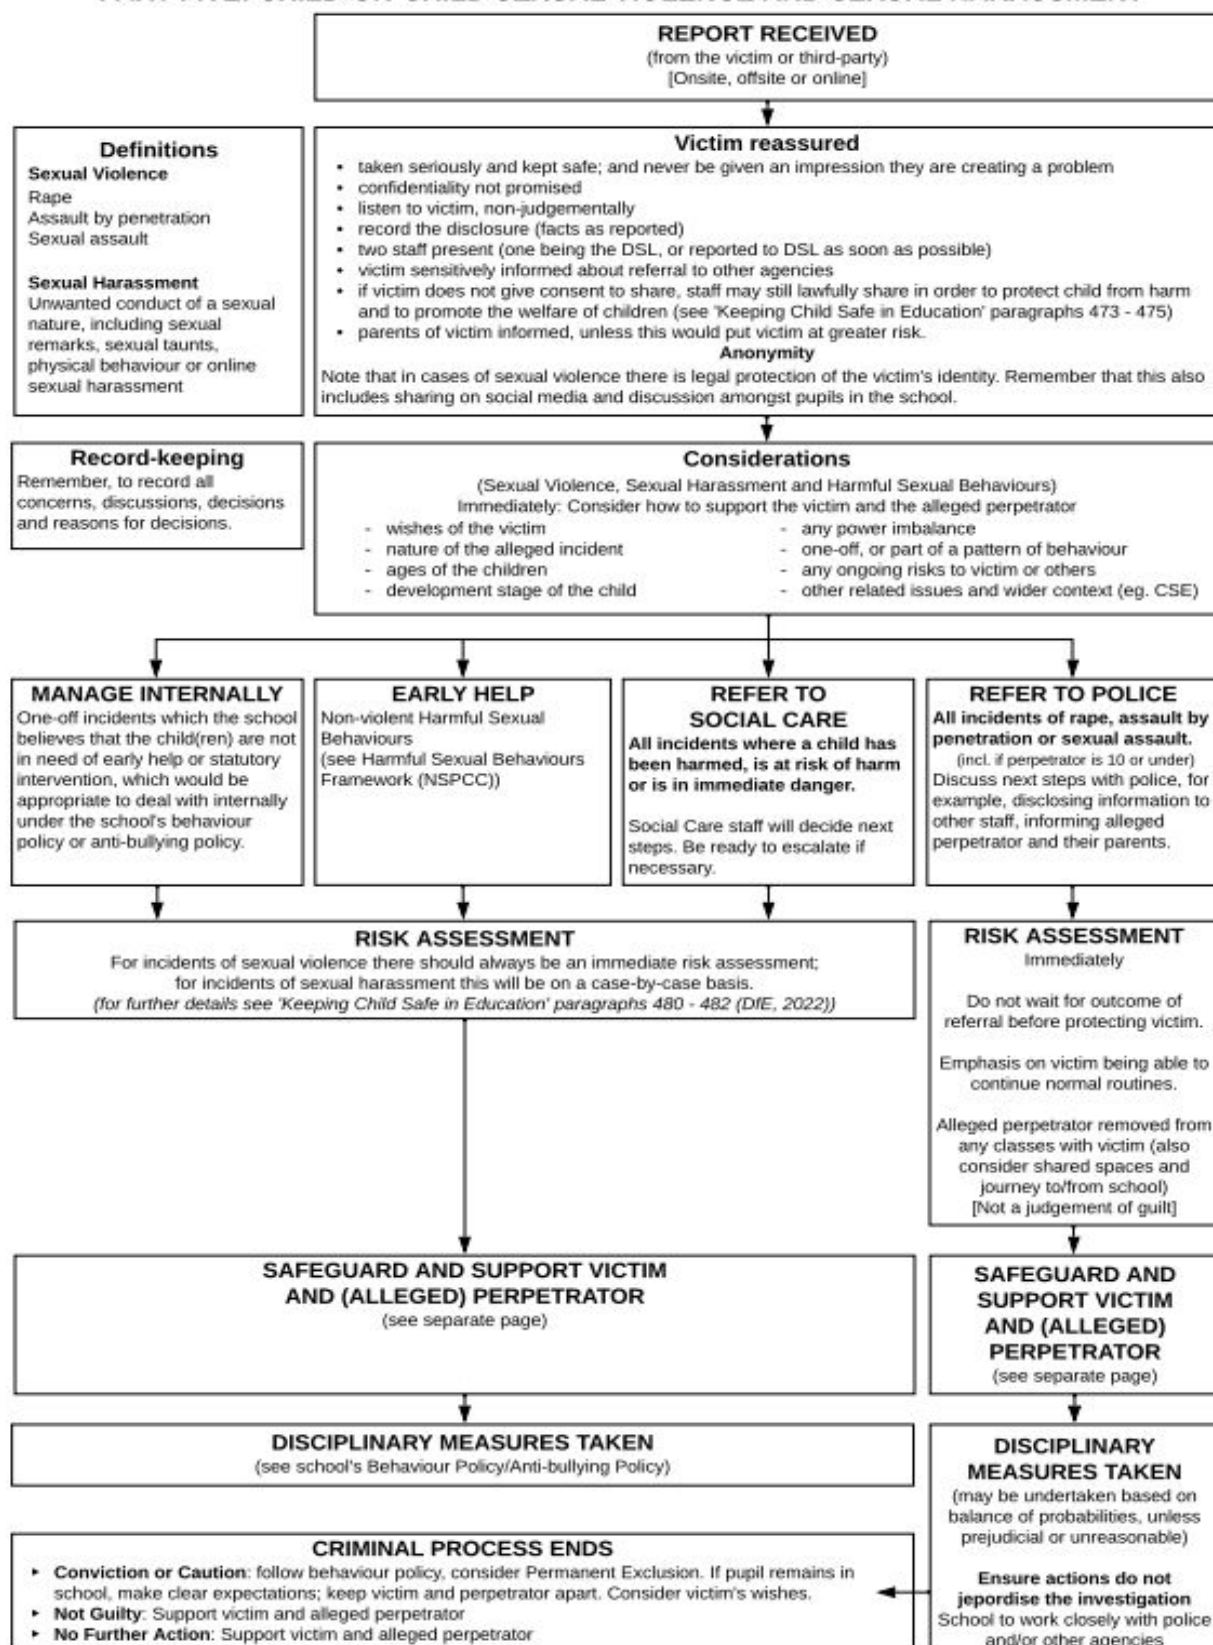 REPORT RECEIVED
(from the victim or third-party)
[Onsite, offsite or online]
Definitions
Sexual Violence
Rape
Assault by penetration
Sexual assault
Sexual Harassment
Unwanted conduct of a sexual
nature, including sexual
remarks, sexual taunts,
physical behaviour or online
sexual harassment
Victim reassured
• taken seriously and kept safe; and never be given an impression they are creating a problem
• confidentiality not promised
• listen to victim, non-judgementally
• record the disclosure (facts as reported)
• two staff present (one being the DSL, or reported to DSL as soon as possible)
• victim sensitively informed about referral to other agencies
• if victim does not give consent to share, staff may still lawfully share in order to protect child from harm
and to promote the welfare of children (see 'Keeping Child Safe in Education' paragraphs 473 - 475)
• parents of victim informed, unless this would put victim at greater risk.
Anonymity
Note that in cases of sexual violence there is legal protection of the victim's identity. Remember that this also
includes sharing on social media and discussion amongst pupils in the school.
Record-keeping
Remember, to record all
concerns, discussions, decisions
and reasons for decisions.
Considerations
(Sexual Violence, Sexual Harassment and Harmful Sexual Behaviours)
Immediately: Consider how to support the victim and the alleged perpetrator
- wishes of the victim
- nature of the alleged incident
- ages of the children
- development stage of the child
- any power imbalance
- one-off, or part of a pattern of behaviour
- any ongoing risks to victim or others
- other related issues and wider context (eg. CSE)
MANAGE INTERNALLY
One-off incidents which the school
believes that the child(ren) are not
in need of early help or statutory
intervention, which would be
appropriate to deal with internally
under the school's behaviour
policy or anti-bullying policy.
EARLY HELP
Non-violent Harmful Sexual
Behaviours
(see Harmful Sexual Behaviours
Framework (NSPCC))
REFER TO
SOCIAL CARE
All incidents where a child has
been harmed, is at risk of harm
or is in immediate danger.
Social Care staff will decide next
steps. Be ready to escalate if
necessary.
REFER TO POLICE
All incidents of rape, assault by
penetration or sexual assault.
(incl. if perpetrator is 10 or under)
Discuss next steps with police, for
example, disclosing information to
other staff, informing alleged
perpetrator and their parents.
RISK ASSESSMENT
For incidents of sexual violence there should always be an immediate risk assessment;
for incidents of sexual harassment this will be on a case-by-case basis.
(for further details see 'Keeping Child Safe in Education' paragraphs 480 - 482 (DfE, 2022))
RISK ASSESSMENT
Immediately
Do not wait for outcome of
referral before protecting victim.
Emphasis on victim being able to
continue normal routines.
Alleged perpetrator removed from
any classes with victim (also
consider shared spaces and
journey to/from school)
[Not a judgement of guilt]
SAFEGUARD AND SUPPORT VICTIM
AND (ALLEGED) PERPETRATOR
(see separate page)
SAFEGUARD AND
SUPPORT VICTIM
AND (ALLEGED)
PERPETRATOR
(see separate page)
DISCIPLINARY MEASURES TAKEN
(see school's Behaviour Policy/Anti-bullying Policy)
DISCIPLINARY
MEASURES TAKEN
(may be undertaken based on
balance of probabilities, unless
prejudicial or unreasonable)
Ensure actions do not
jepordise the investigation
School to work closely with police
and/or other agencies
CRIMINAL PROCESS ENDS
‣ Conviction or Caution: follow behaviour policy, consider Permanent Exclusion. If pupil remains in
school, make clear expectations; keep victim and perpetrator apart. Consider victim's wishes.
‣ Not Guilty: Support victim and alleged perpetrator
‣ No Further Action: Support victim and alleged perpetrator